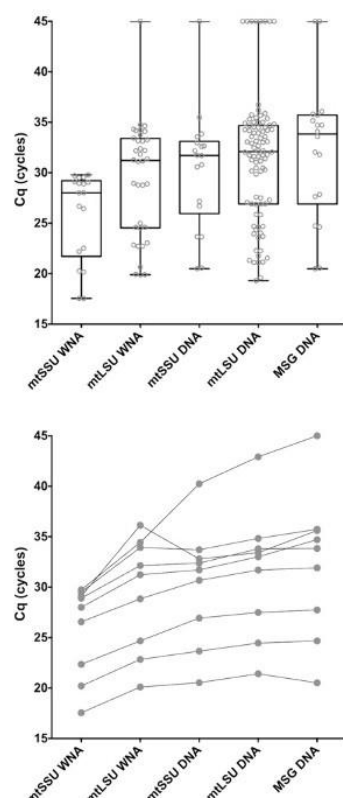 45
40
35
30
25
20
15
Cq (cycles)
mtSSU WNA
mtLSU WNA
mtSSU DNA
mtLSU DNA
MSG DNA
45
40
35
30
25
20
15
Cq (cycles)
mtSSU WNA
mtLSU WNA
mtSSU DNA
mtLSU DNA
MSG DNA